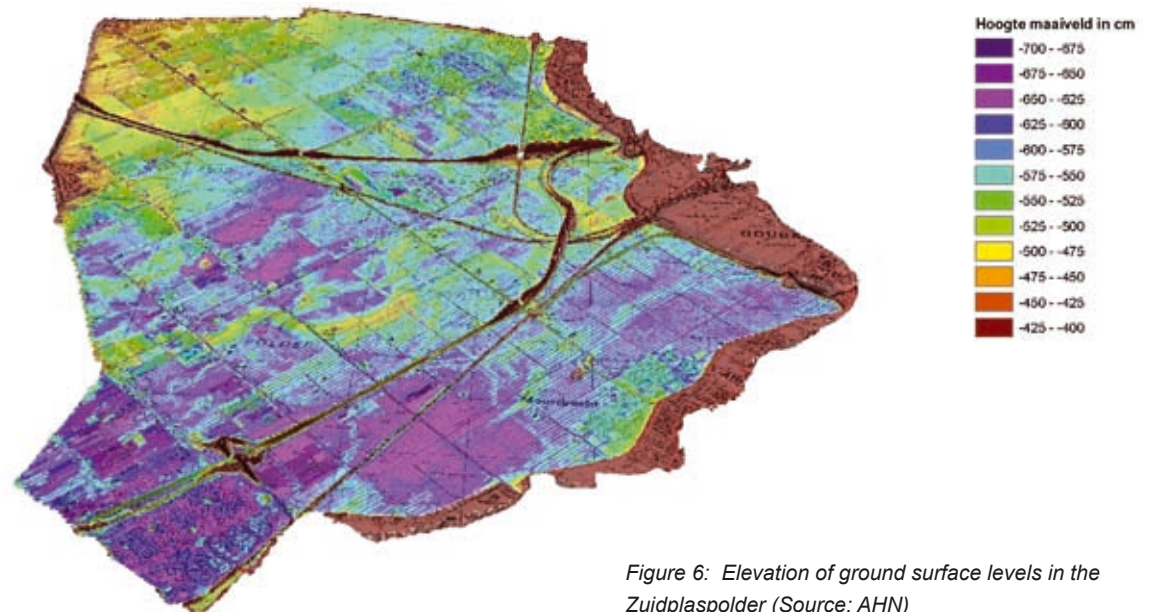 Hoogte maaiveld in cm
-700 - -675
-675 - -650
-650 - -625
-625 - -600
-600 - -575
-575 - -550
-550 - -525
-525 - -500
-500 - -475
-475 - -450
-450 - -425
-425 - -400
GOUDA
Figure 6: Elevation of ground surface levels in the
Zuidplaspolder (Source: AHN)